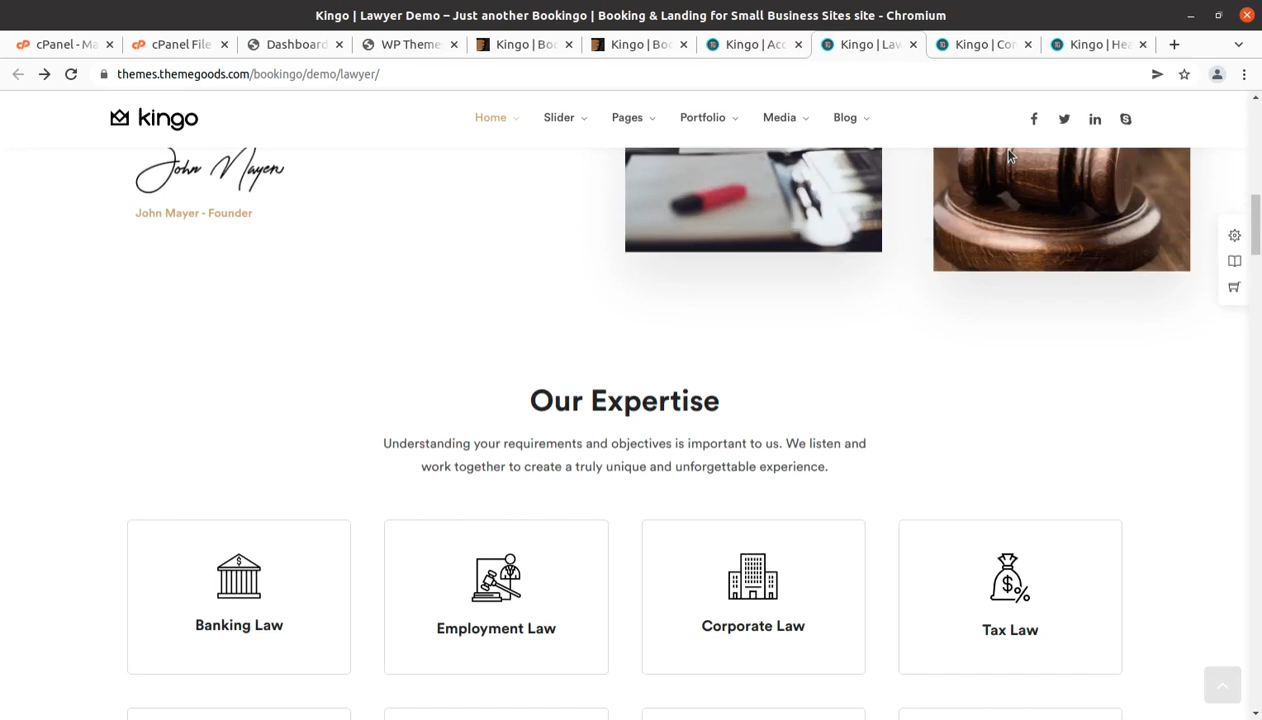 Kingo | Lawyer Demo – Just another Bookingo | Booking & Landing for Small Business Sites site - Chromium
cPanel - Ma
cPanel File
Dashboard
WP Theme
Kingo | Boo
Kingo | Boo
Kingo | Acc
Kingo | Law
Kingo | Con
Kingo | Hea
themes.themegoods.com/bookingo/demo/lawyer/
kingo
Home
Slider
Pages
Portfolio
Media
Blog
John Mayer
John Mayer - Founder
Our Expertise
Understanding your requirements and objectives is important to us. We listen and
work together to create a truly unique and unforgettable experience.
Banking Law
Employment Law
Corporate Law
Tax Law